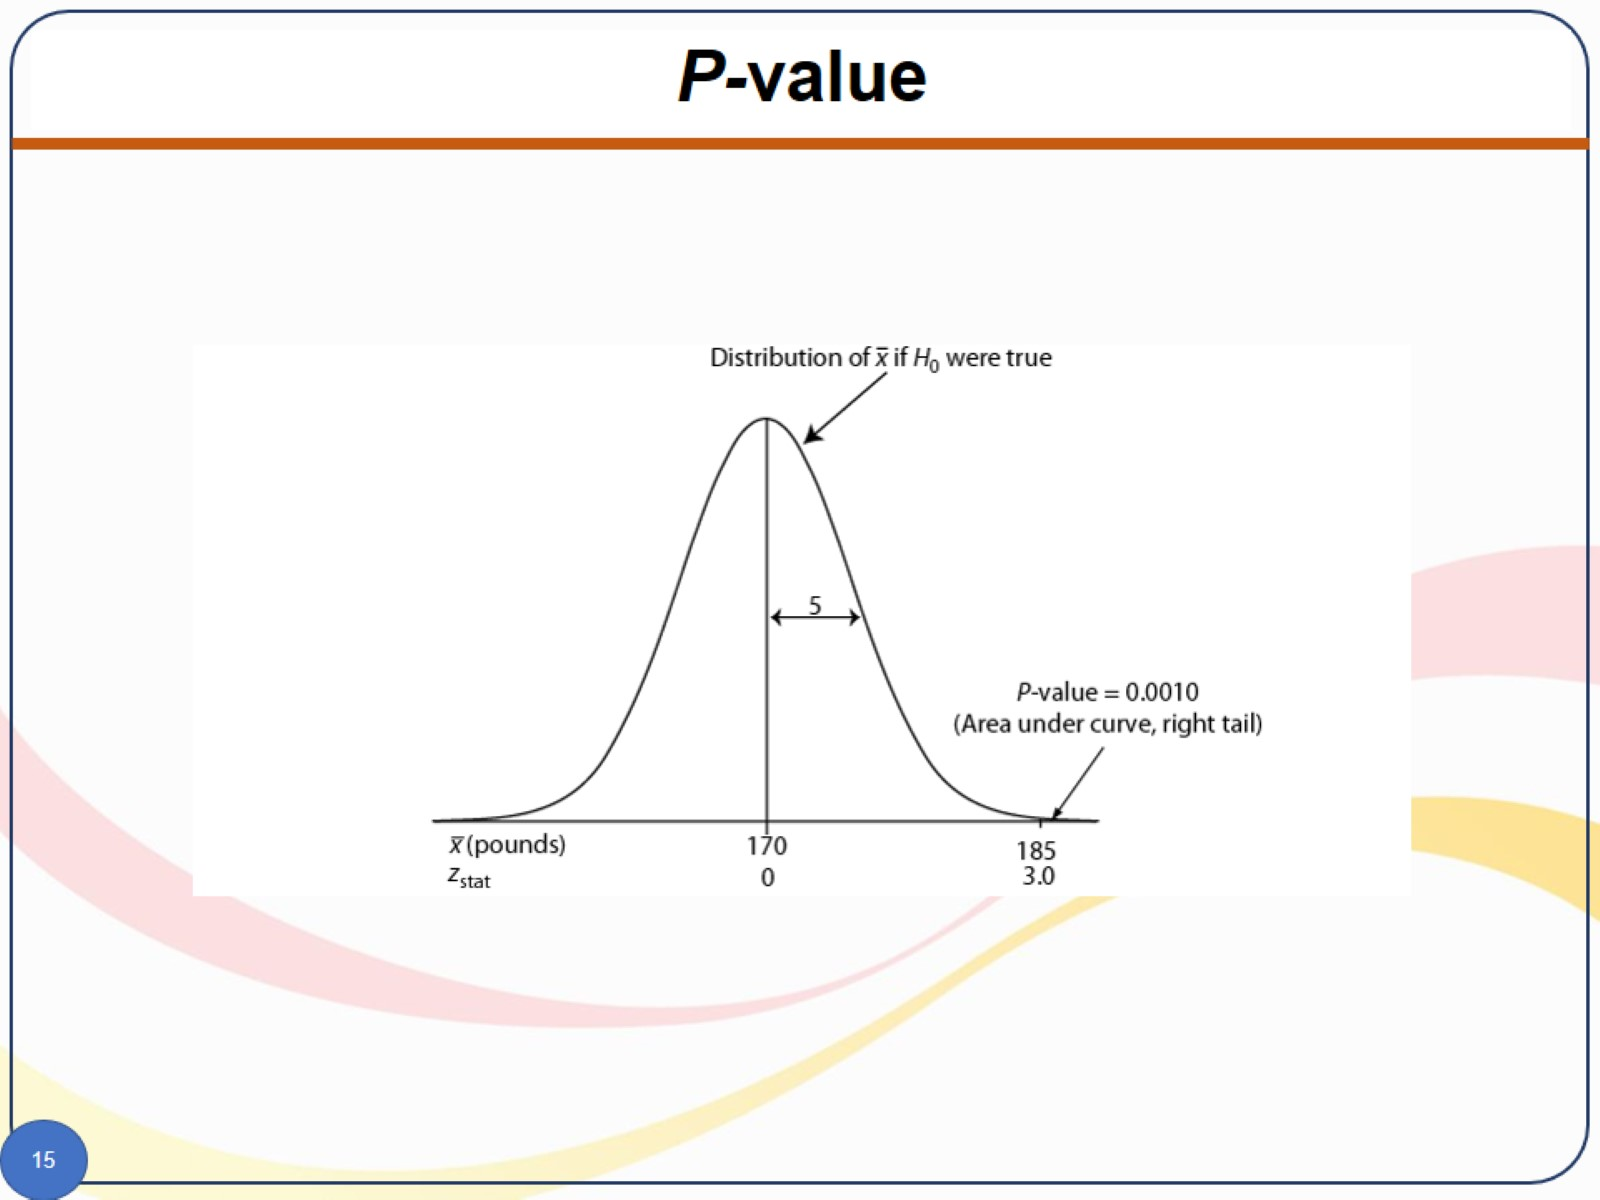 P-value
Distribution of x̅ if H₀ were true
5
P-value = 0.0010
(Area under curve, right tail)
x̅ (pounds) 170 185
zstat 0 3.0
15